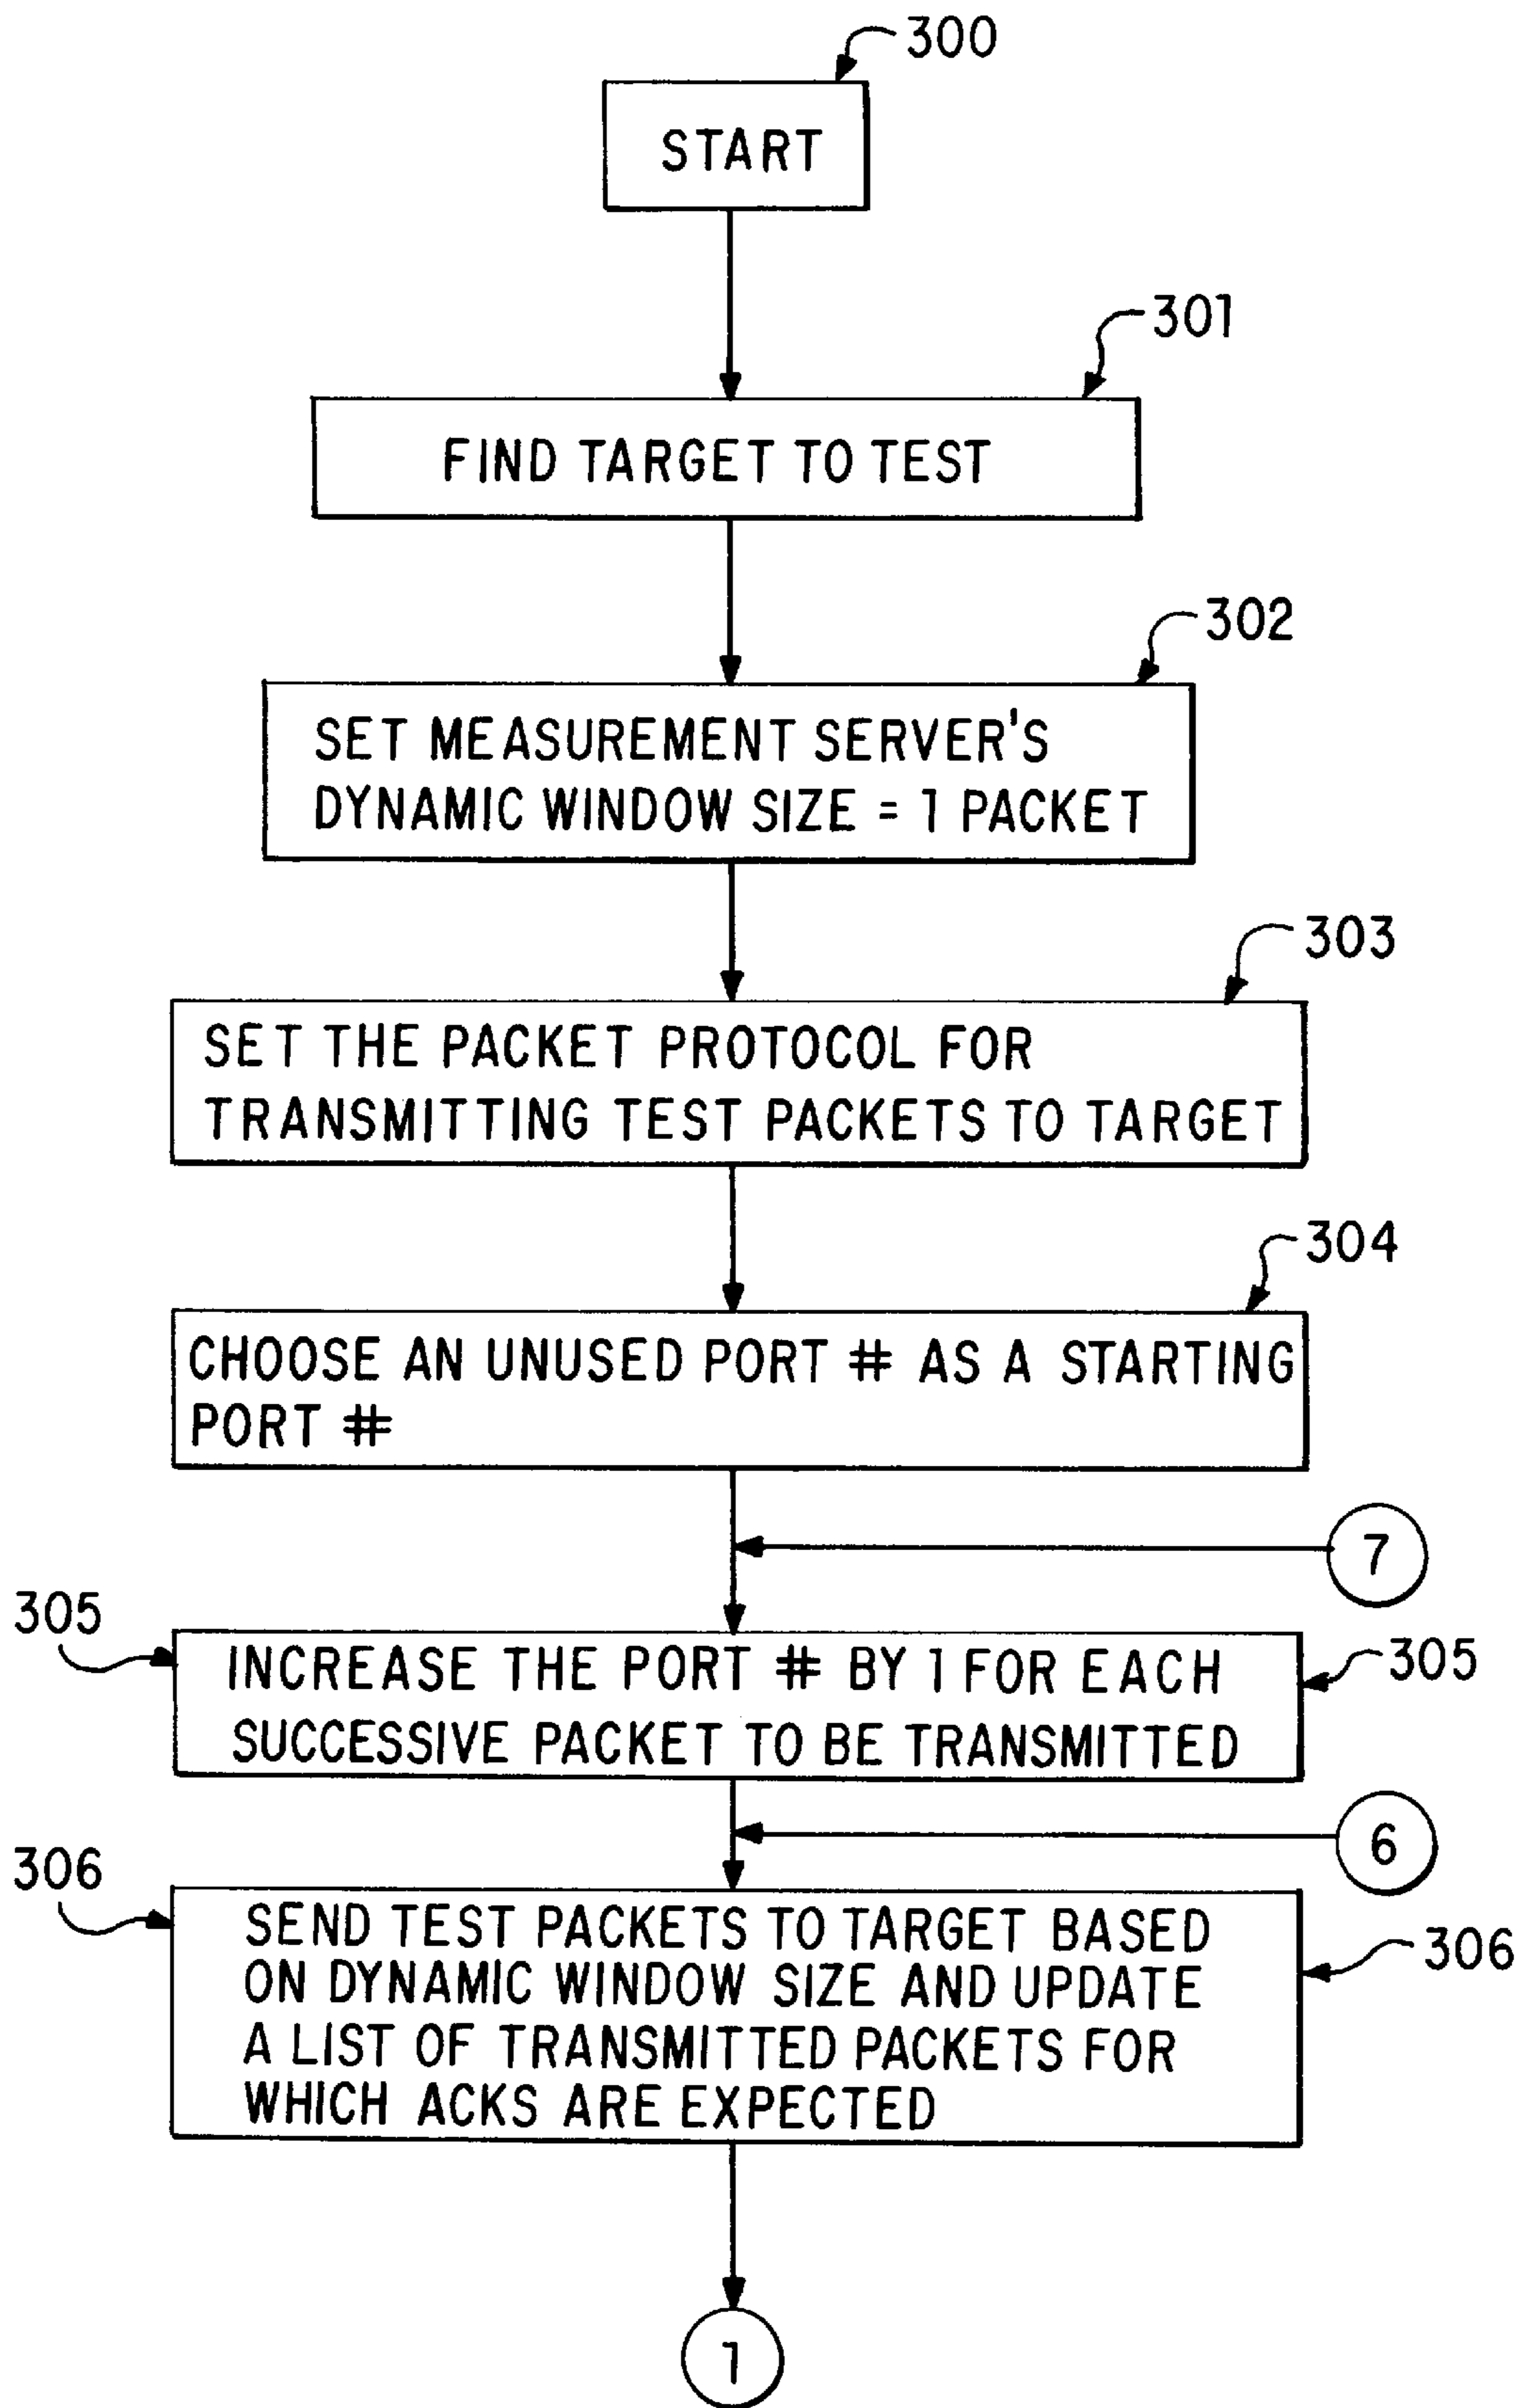 300
START
301
FIND TARGET TO TEST
302
SET MEASUREMENT SERVER'S
DYNAMIC WINDOW SIZE = 1 PACKET
303
SET THE PACKET PROTOCOL FOR
TRANSMITTING TEST PACKETS TO TARGET
304
CHOOSE AN UNUSED PORT # AS A STARTING
PORT #
7
305
INCREASE THE PORT # BY 1 FOR EACH
305
SUCCESSIVE PACKET TO BE TRANSMITTED
6
306
SEND TEST PACKETS TO TARGET BASED
306
ON DYNAMIC WINDOW SIZE AND UPDATE
A LIST OF TRANSMITTED PACKETS FOR
WHICH ACKS ARE EXPECTED
1